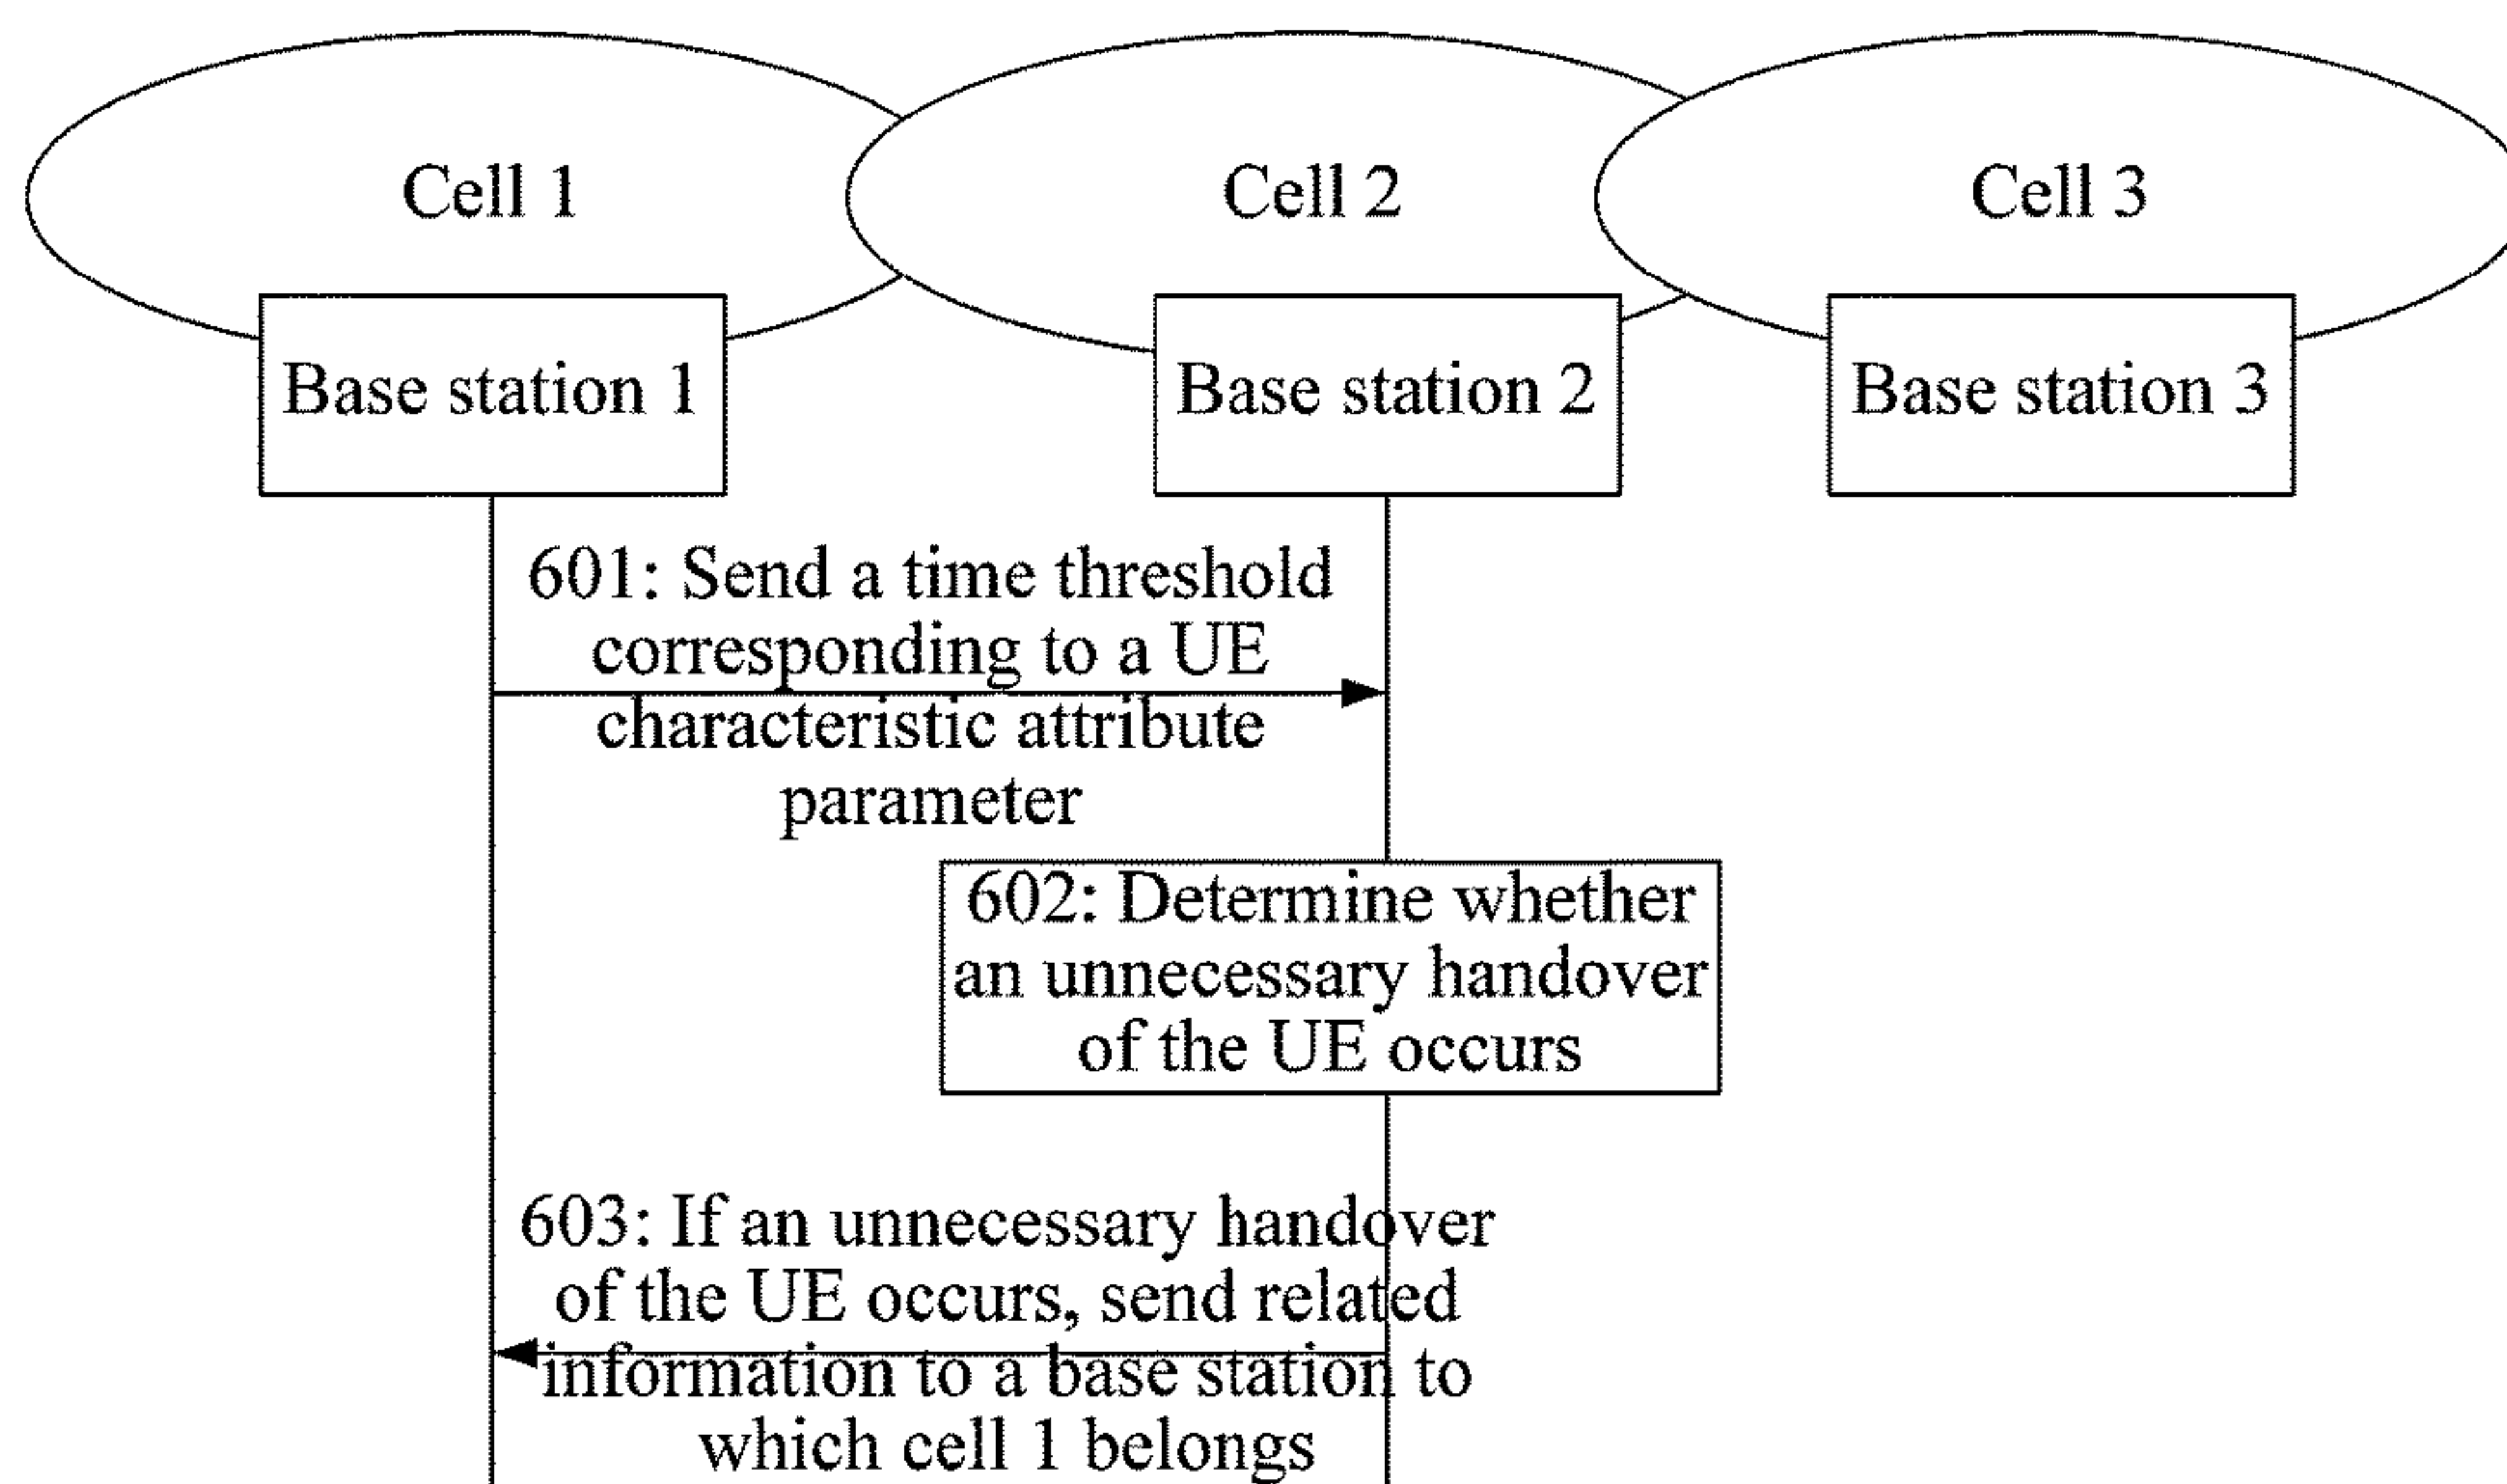 Cell 1
Cell 2
Cell 3
Base station 1
Base station 2
Base station 3
601: Send a time threshold
corresponding to a UE
characteristic attribute
parameter
602: Determine whether
an unnecessary handover
of the UE occurs
603: If an unnecessary handover
of the UE occurs, send related
information to a base station to
which cell 1 belongs